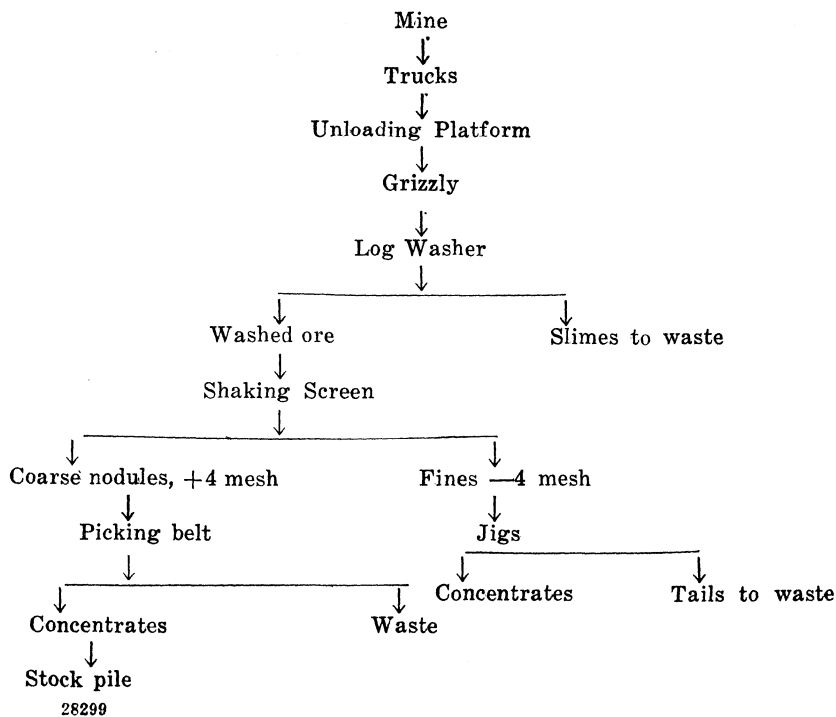 Mine
Trucks
Unloading Platform
Grizzly
Log Washer
Washed ore
Slimes to waste
Shaking Screen
Coarse nodules, +4 mesh
Fines —4 mesh
Picking belt
Jigs
Concentrates
Tails to waste
Concentrates
Waste
Stock pile
28299